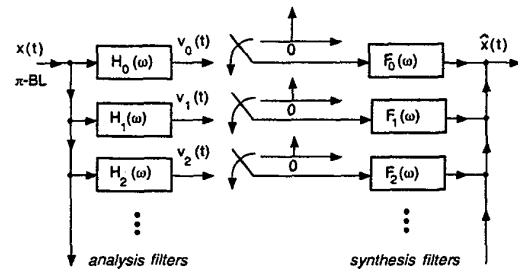 x(t)
π-BL
H₀(ω)
v₀(t)
0
F₀(ω)
x̂(t)
H₁(ω)
v₁(t)
0
F₁(ω)
H₂(ω)
v₂(t)
0
F₂(ω)
analysis filters
synthesis filters